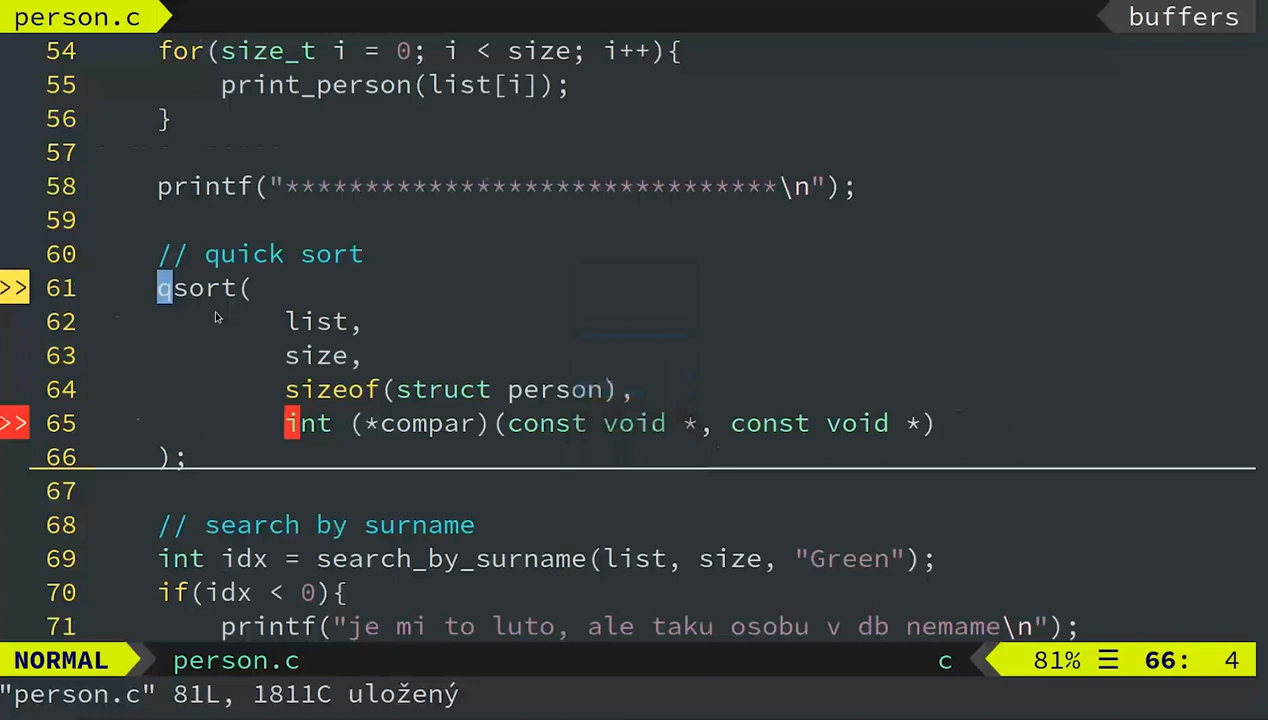 person.c buffers
54 for(size_t i = 0; i < size; i++){
55 print_person(list[i]);
56 }
57
58 printf("*******************************\n");
59
60 // quick sort
>> 61 qsort(
62 list,
63 size,
64 sizeof(struct person),
>> 65 int (*compar)(const void *, const void *)
66 );
67
68 // search by surname
69 int idx = search_by_surname(list, size, "Green");
70 if(idx < 0){
71 printf("je mi to luto, ale taku osobu v db nemame\n");
NORMAL person.c c 81% ☰ 66: 4
"person.c" 81L, 1811C uložený